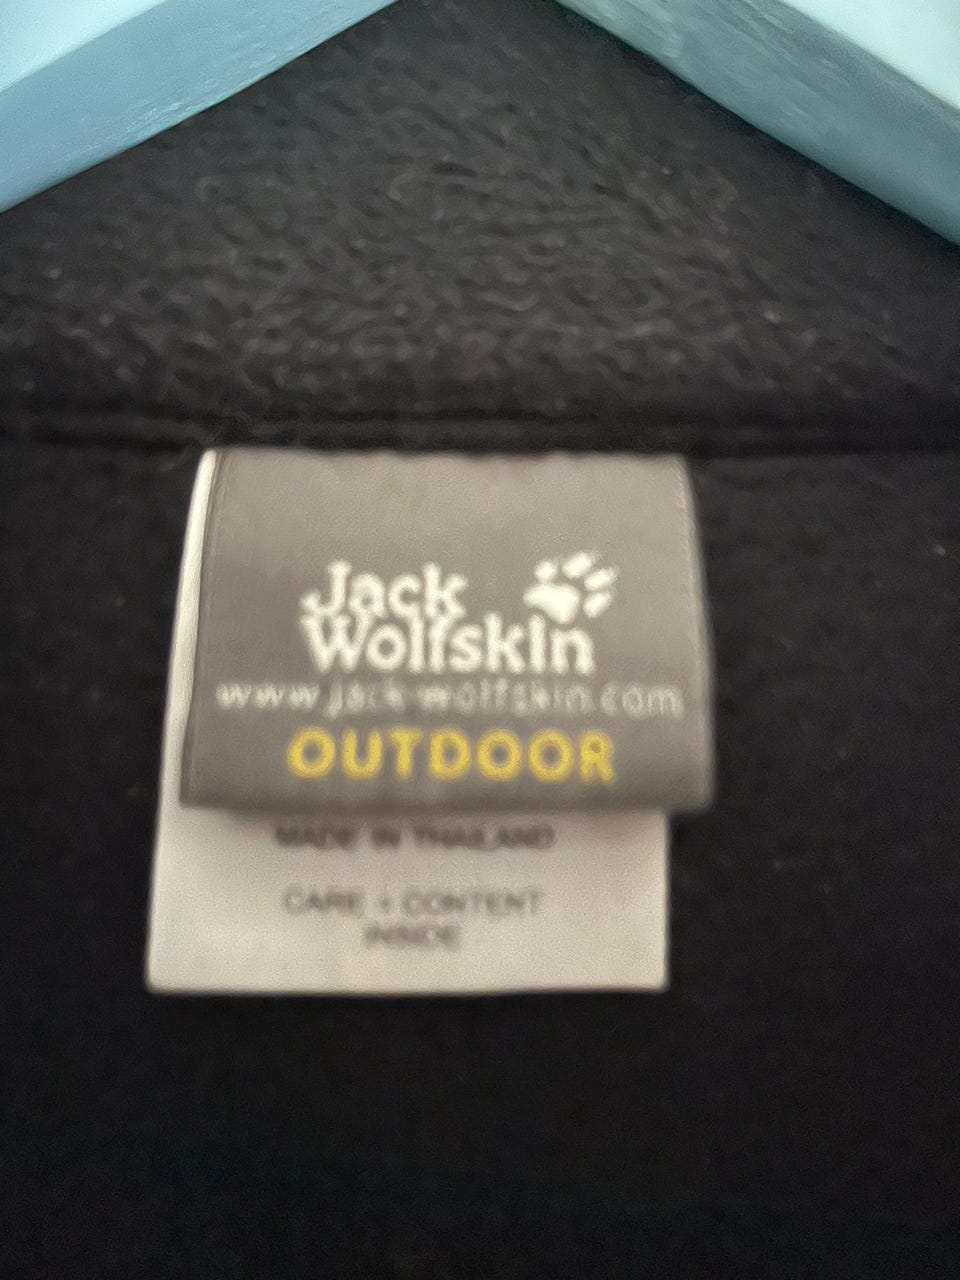 Jack
Wolfskin
www.jack-wolfskin.com
OUTDOOR
MADE IN THAILAND
CARE + CONTENT
INSIDE